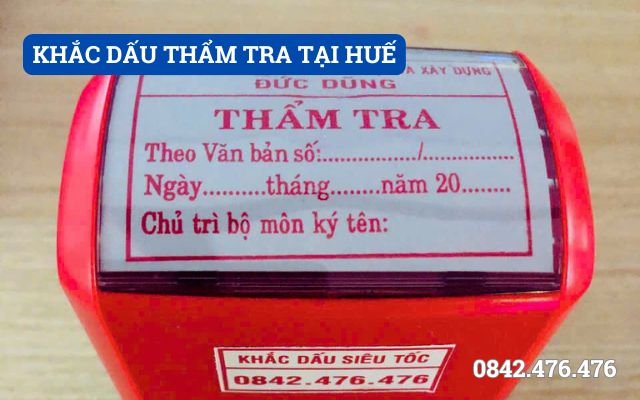 KHẮC DẤU THẨM TRA TẠI HUẾ
XÂY DỰNG
ĐỨC DŨNG
THẨM TRA
Theo Văn bản số:................./................
Ngày..........tháng........năm 20........
Chủ trì bộ môn ký tên:
KHẮC DẤU SIÊU TỐC
0842.476.476
0842.476.476